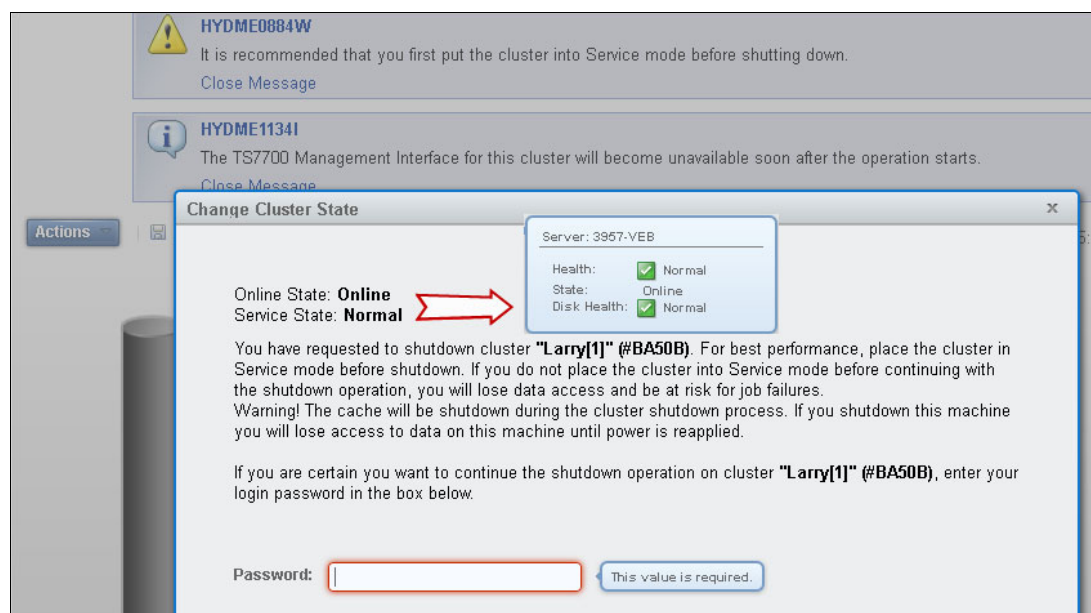 HYDME0884W
It is recommended that you first put the cluster into Service mode before shutting down.
Close Message
HYDME1134I
The TS7700 Management Interface for this cluster will become unavailable soon after the operation starts.
Close Message
Change Cluster State
x
Actions
5:
Server: 3957-VEB
Health: Normal
State: Online
Disk Health: Normal
Online State: Online
Service State: Normal
You have requested to shutdown cluster "Larry[1]" (#BA50B). For best performance, place the cluster in
Service mode before shutdown. If you do not place the cluster into Service mode before continuing with
the shutdown operation, you will lose data access and be at risk for job failures.
Warning! The cache will be shutdown during the cluster shutdown process. If you shutdown this machine
you will lose access to data on this machine until power is reapplied.
If you are certain you want to continue the shutdown operation on cluster "Larry[1]" (#BA50B), enter your
login password in the box below.
Password:
This value is required.